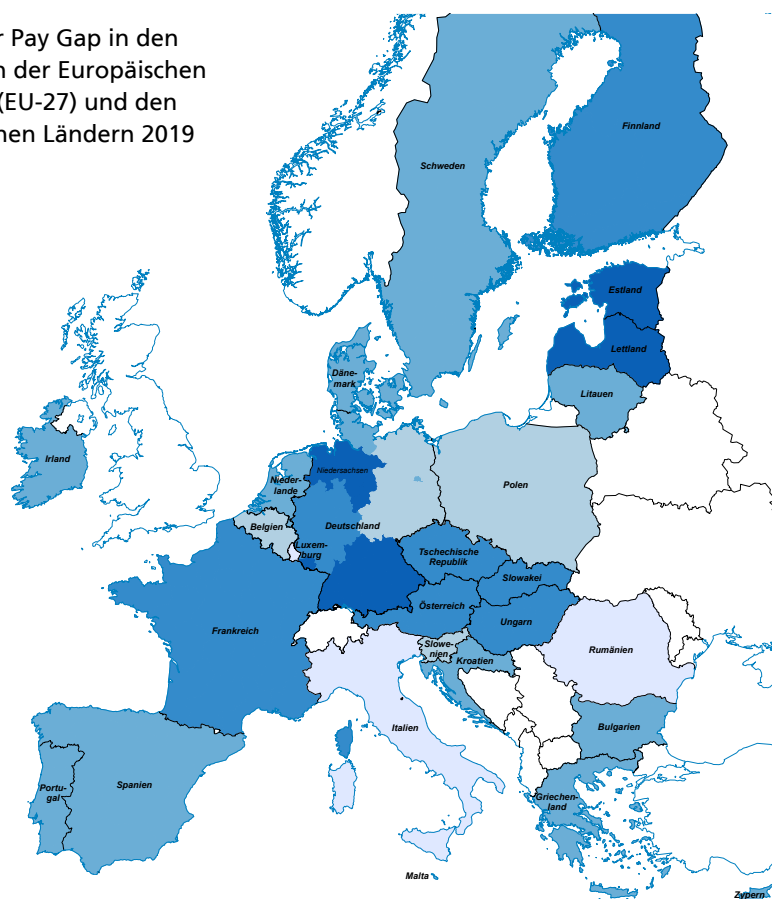 r Pay Gap in den
n der Europäischen
(EU-27) und den
hen Ländern 2019
Finnland
Schweden
Estland
Lettland
Däne-
mark
Litauen
Irland
Niedersachsen
Nieder-
lande
Polen
Belgien
Deutschland
Luxem-
burg
Tschechische
Republik
Slowakei
Österreich
Ungarn
Frankreich
Slowe-
nien
Kroatien
Rumänien
Italien
Bulgarien
Portu-
gal
Spanien
Griechen-
land
Malta
Zypern